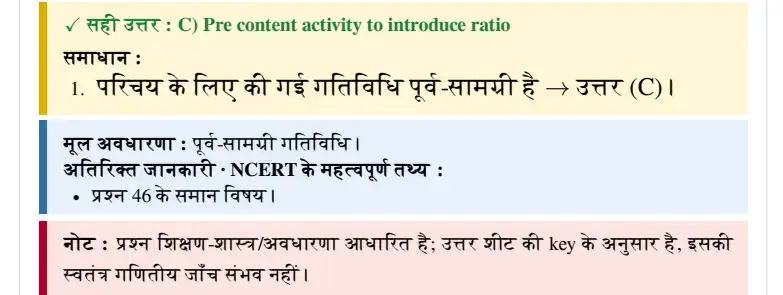 ✓ सही उत्तर : C) Pre content activity to introduce ratio
समाधान :
1. परिचय के लिए की गई गतिविधि पूर्व-सामग्री है → उत्तर (C)।
मूल अवधारणा : पूर्व-सामग्री गतिविधि।
अतिरिक्त जानकारी · NCERT के महत्वपूर्ण तथ्य :
• प्रश्न 46 के समान विषय।
नोट : प्रश्न शिक्षण-शास्त्र/अवधारणा आधारित है; उत्तर शीट की key के अनुसार है, इसकी
स्वतंत्र गणितीय जाँच संभव नहीं।